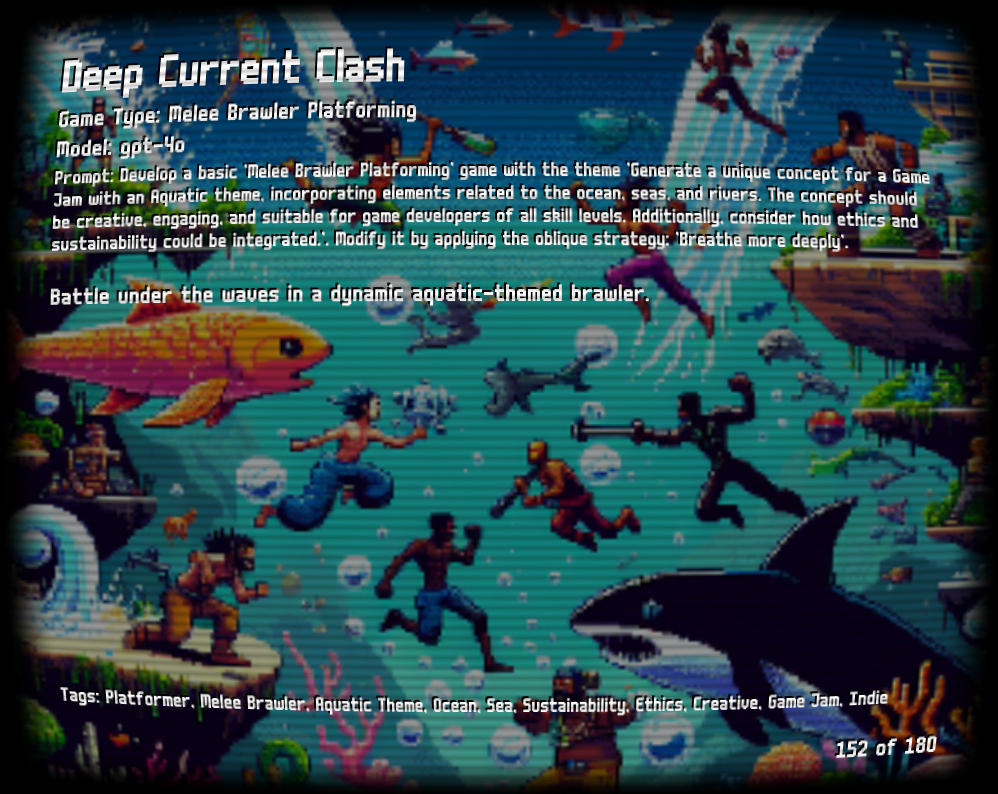 Deep Current Clash
Game Type: Melee Brawler Platforming
Model: gpt-4o
Prompt: Develop a basic 'Melee Brawler Platforming' game with the theme 'Generate a unique concept for a Game
Jam with an Aquatic theme, incorporating elements related to the ocean, seas, and rivers. The concept should
be creative, engaging, and suitable for game developers of all skill levels. Additionally, consider how ethics and
sustainability could be integrated.'. Modify it by applying the oblique strategy: 'Breathe more deeply'.
Battle under the waves in a dynamic aquatic-themed brawler.
Tags: Platformer, Melee Brawler, Aquatic Theme, Ocean, Sea, Sustainability, Ethics, Creative, Game Jam, Indie
152 of 180